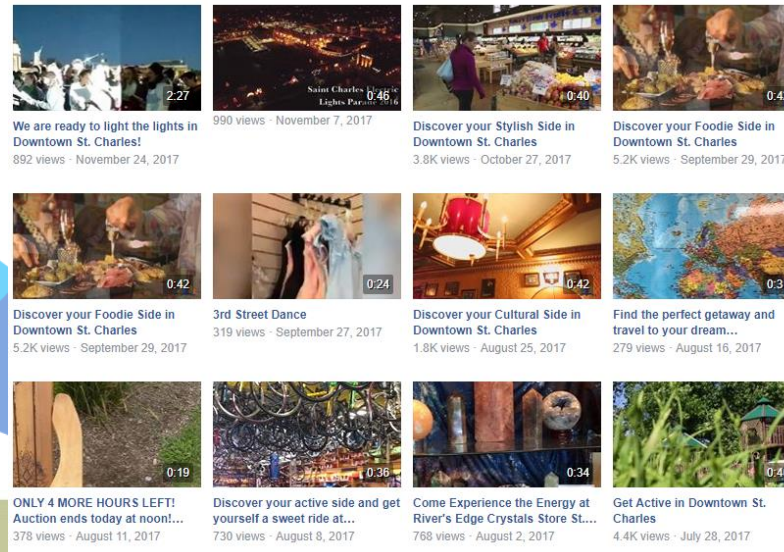 2:27
Saint Charles Electric
Lights Parade 2016
0:46
0:40
We are ready to light the lights in
Downtown St. Charles!
892 views · November 24, 2017
990 views · November 7, 2017
Discover your Stylish Side in
Downtown St. Charles
3.8K views · October 27, 2017
Discover your Foodie Side in
Downtown St. Charles
5.2K views · September 29, 2017
0:42
0:24
0:42
Discover your Foodie Side in
Downtown St. Charles
5.2K views · September 29, 2017
3rd Street Dance
319 views · September 27, 2017
Discover your Cultural Side in
Downtown St. Charles
1.8K views · August 25, 2017
Find the perfect getaway and
travel to your dream...
279 views · August 16, 2017
0:19
0:36
0:34
ONLY 4 MORE HOURS LEFT!
Auction ends today at noon!...
378 views · August 11, 2017
Discover your active side and get
yourself a sweet ride at...
730 views · August 8, 2017
Come Experience the Energy at
River's Edge Crystals Store St....
768 views · August 2, 2017
Get Active in Downtown St.
Charles
4.4K views · July 28, 2017